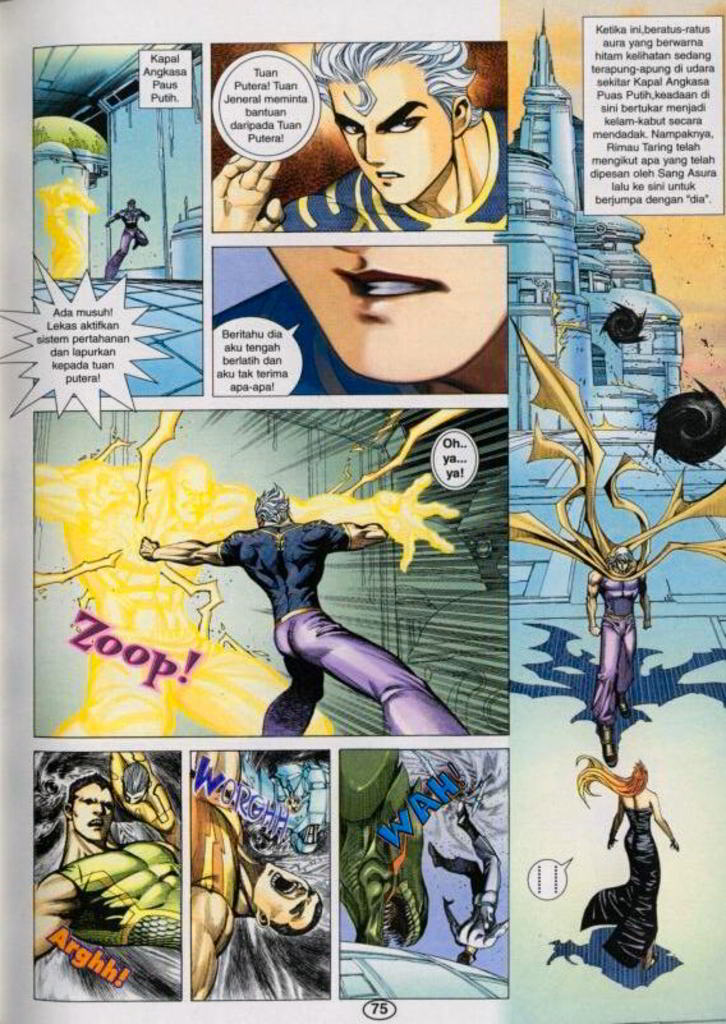 Kapal
Angkasa
Paus
Putih.
Tuan
Putera! Tuan
Jeneral meminta
bantuan
daripada Tuan
Putera!
Ada musuh!
Lekas aktifkan
sistem pertahanan
dan lapurkan
kepada tuan
putera!
Beritahu dia
aku tengah
berlatih dan
aku tak terima
apa-apa!
Oh..
ya...
ya!
Zoop!
Arghh!
WORGHH
WAH!
Ketika ini,beratus-ratus
aura yang berwarna
hitam kelihatan sedang
terapung-apung di udara
sekitar Kapal Angkasa
Puas Putih,keadaan di
sini bertukar menjadi
kelam-kabut secara
mendadak. Nampaknya,
Rimau Taring telah
mengikut apa yang telah
dipesan oleh Sang Asura
lalu ke sini untuk
berjumpa dengan "dia".
75